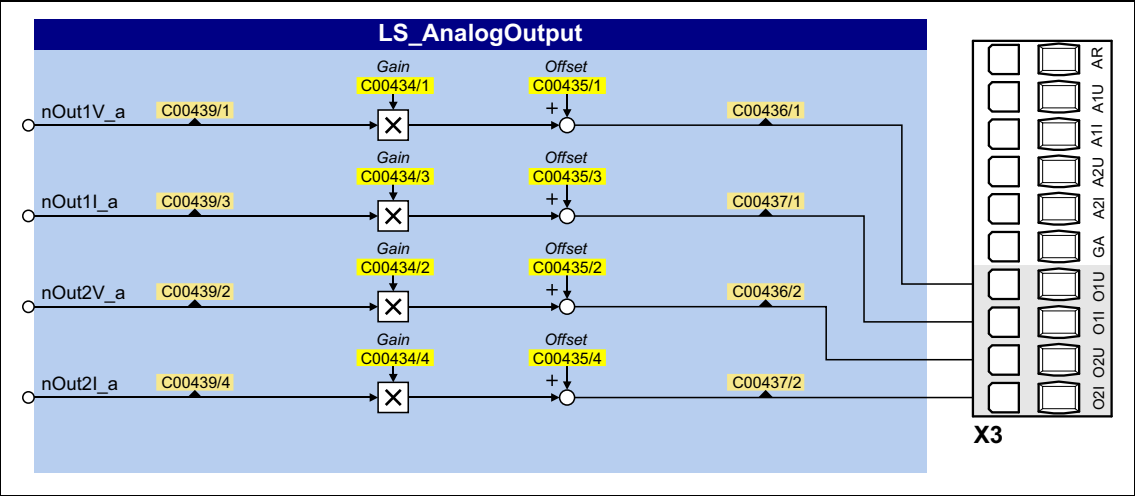 LS_AnalogOutput
Gain
Offset
C00434/1
C00435/1
nOut1V_a
C00439/1
+
C00436/1
Gain
Offset
C00434/3
C00435/3
nOut1I_a
C00439/3
+
C00437/1
Gain
Offset
C00434/2
C00435/2
nOut2V_a
C00439/2
+
C00436/2
Gain
Offset
C00434/4
C00435/4
nOut2I_a
C00439/4
+
C00437/2
AR
A1U
A1I
A2U
A2I
GA
O1U
O1I
O2U
O2I
X3